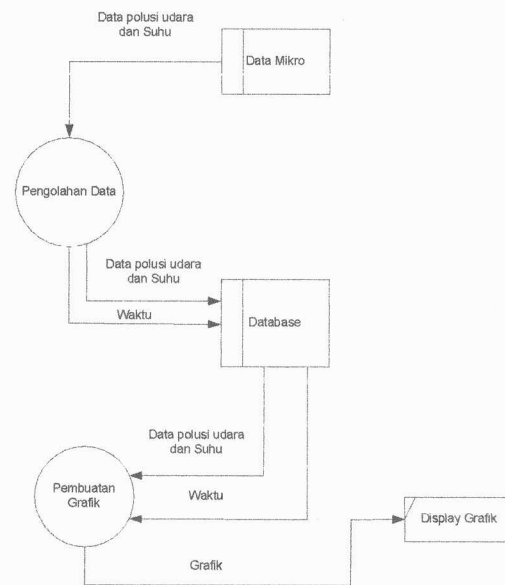 Data polusi udara
dan Suhu
Data Mikro
Pengolahan Data
Data polusi udara
dan Suhu
Waktu
Database
Data polusi udara
dan Suhu
Waktu
Pembuatan
Grafik
Display Grafik
Grafik